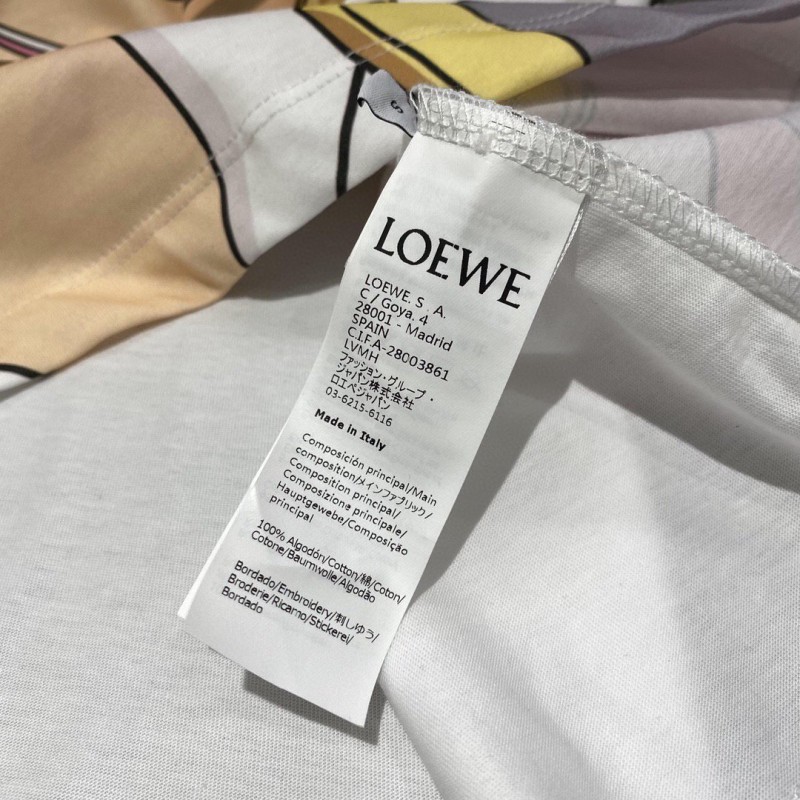 S
LOEWE
LOEWE. S. A.
C / Goya. 4
28001 - Madrid
SPAIN
C.I.F.A-28003861
LVMH
ファッション・グループ・
ジャパン株式会社
ロエベジャパン
03-6215-6116
Made in Italy
Composición principal/Main
composition/メインファブリック/
Composition principal/
Composizione principale/
Hauptgewebe/Composição
principal
100% Algodón/Cotton/綿/Coton/
Cotone/Baumwolle/Algodão
Bordado/Embroidery/刺しゆう/
Broderie/Ricamo/Stickerei/
Bordado